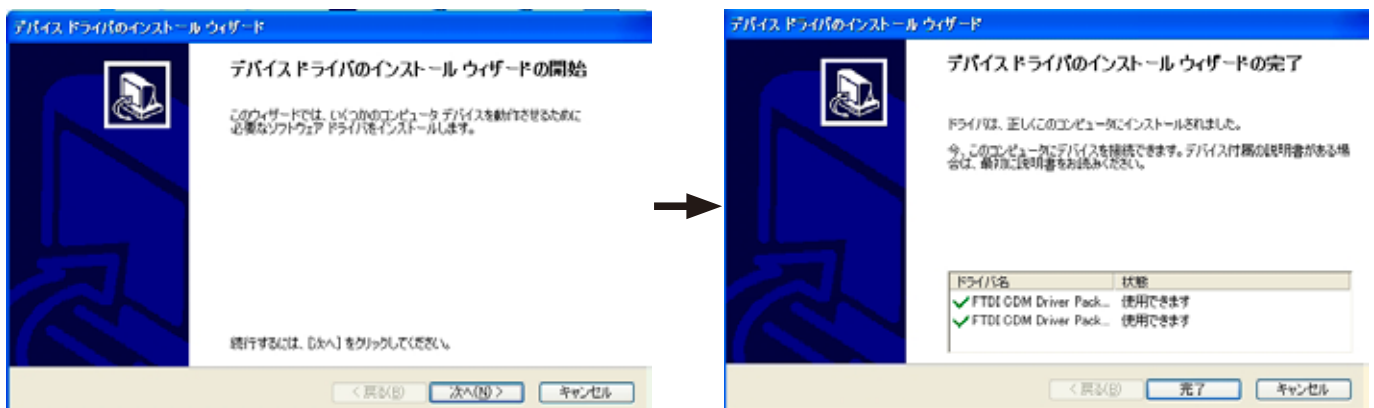 デバイス ドライバのインストール ウィザード
デバイス ドライバのインストール ウィザードの開始
このウィザードでは、いくつかのコンピュータ デバイスを動作させるために
必要なソフトウェア ドライバをインストールします。
続行するには、[次へ] をクリックしてください。
< 戻る(B)
次へ(N) >
キャンセル
デバイス ドライバのインストール ウィザード
デバイス ドライバのインストール ウィザードの完了
ドライバは、正しくこのコンピュータにインストールされました。
今、このコンピュータにデバイスを接続できます。デバイス付属の説明書がある場
合は、最初に説明書をお読みください。
ドライバ名 状態
FTDI CDM Driver Pack... 使用できます
FTDI CDM Driver Pack... 使用できます
< 戻る(B)
完了
キャンセル